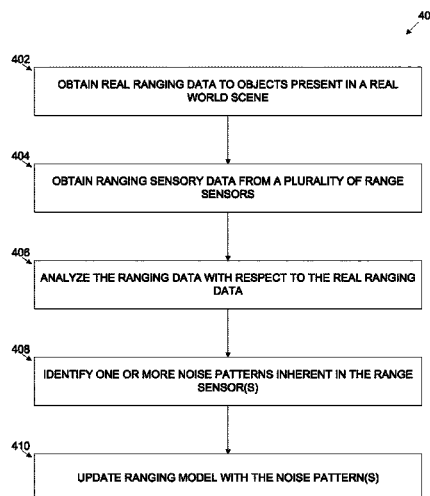 40
402
OBTAIN REAL RANGING DATA TO OBJECTS PRESENT IN A REAL
WORLD SCENE
404
OBTAIN RANGING SENSORY DATA FROM A PLURALITY OF RANGE
SENSORS
406
ANALYZE THE RANGING DATA WITH RESPECT TO THE REAL RANGING
DATA
408
IDENTIFY ONE OR MORE NOISE PATTERNS INHERENT IN THE RANGE
SENSOR(S)
410
UPDATE RANGING MODEL WITH THE NOISE PATTERN(S)